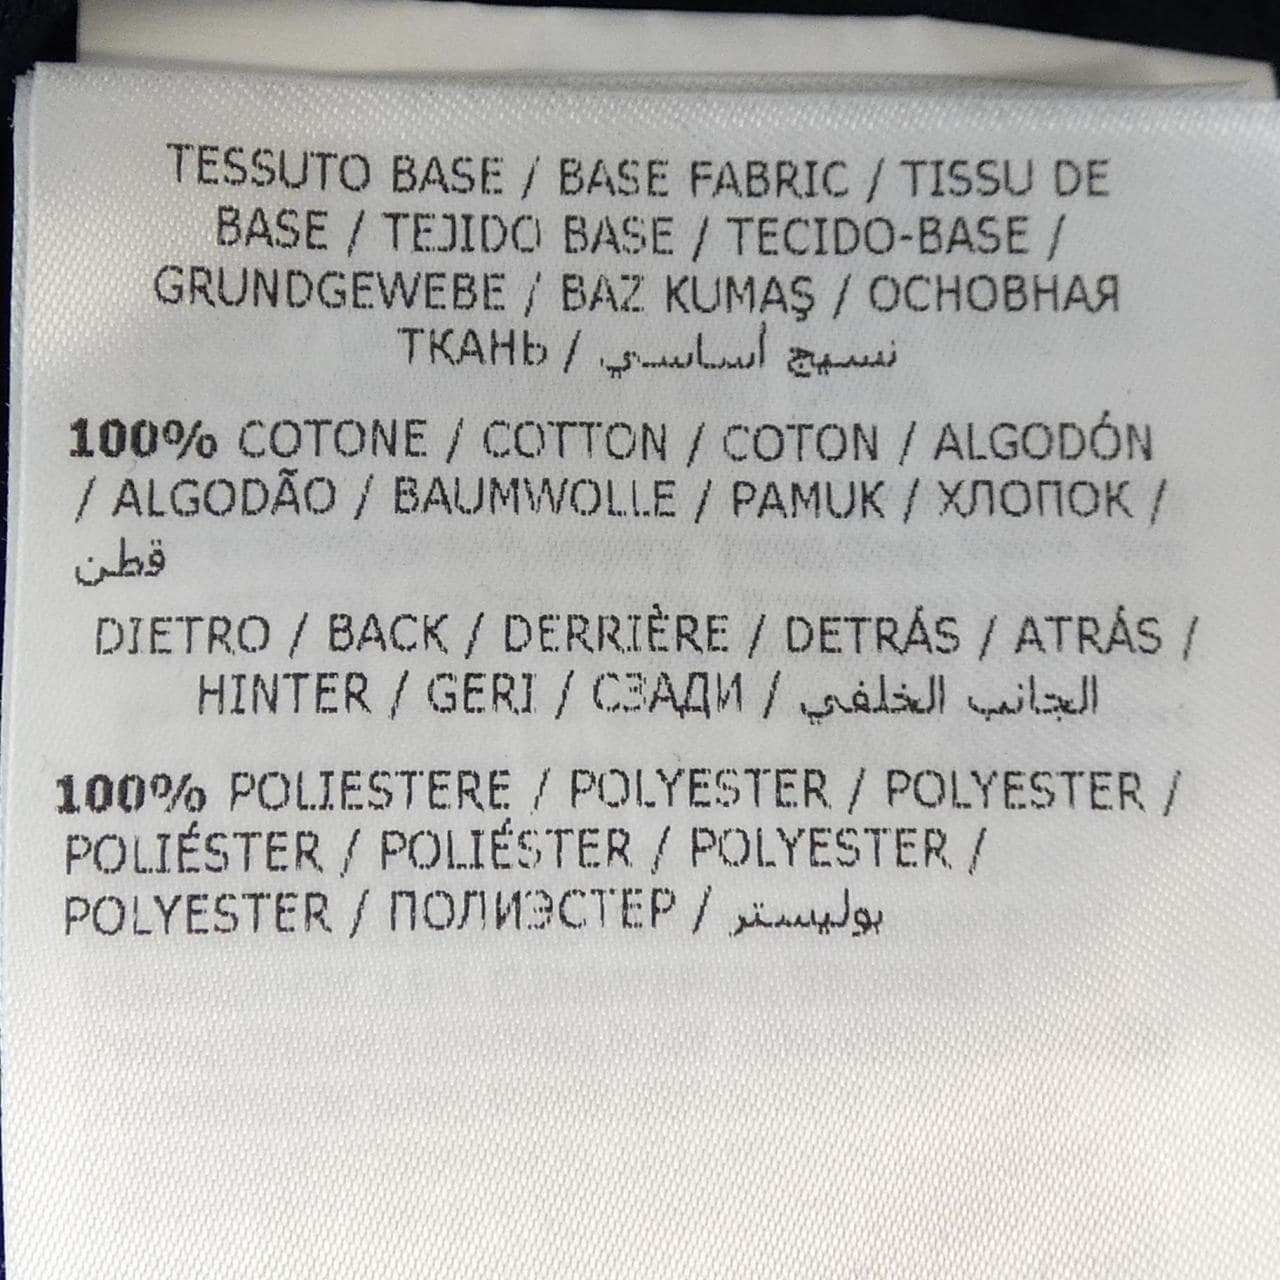 TESSUTO BASE / BASE FABRIC / TISSU DE
BASE / TEJIDO BASE / TECIDO-BASE /
GRUNDGEWEBE / BAZ KUMAŞ / ОСНОВНАЯ
ТКАНЬ / نسيج أساسي
100% COTONE / COTTON / COTON / ALGODÓN
/ ALGODÃO / BAUMWOLLE / PAMUK / ХЛОПОК /
قطن
DIETRO / BACK / DERRIÈRE / DETRÁS / ATRÁS /
HINTER / GERI / СЗАДИ / الجانب الخلفي
100% POLIESTERE / POLYESTER / POLYESTER /
POLIÉSTER / POLIÉSTER / POLYESTER /
POLYESTER / ПОЛИЭСТЕР / بوليستر